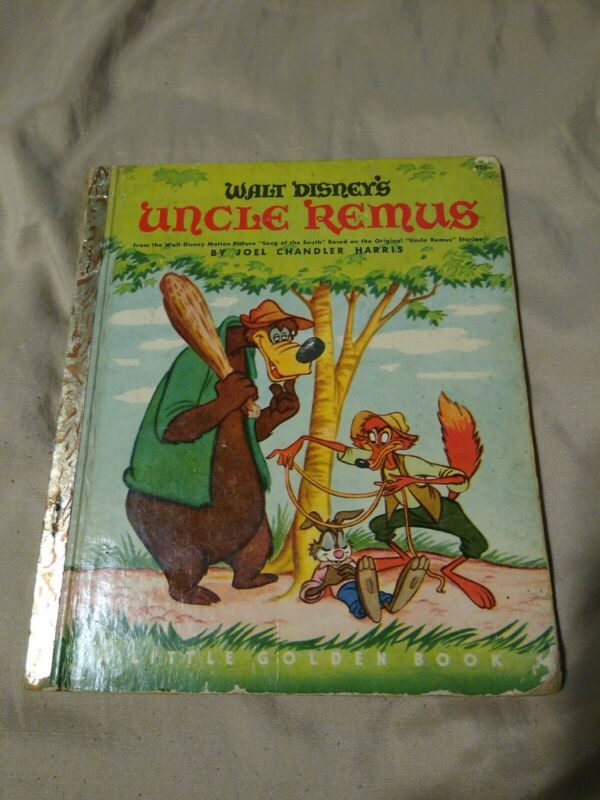 WALT DISNEY'S
UNCLE REMUS
From the Walt Disney Motion Picture "Song of the South" Based on the Original "Uncle Remus" Stories
BY JOEL CHANDLER HARRIS
LITTLE GOLDEN BOOK